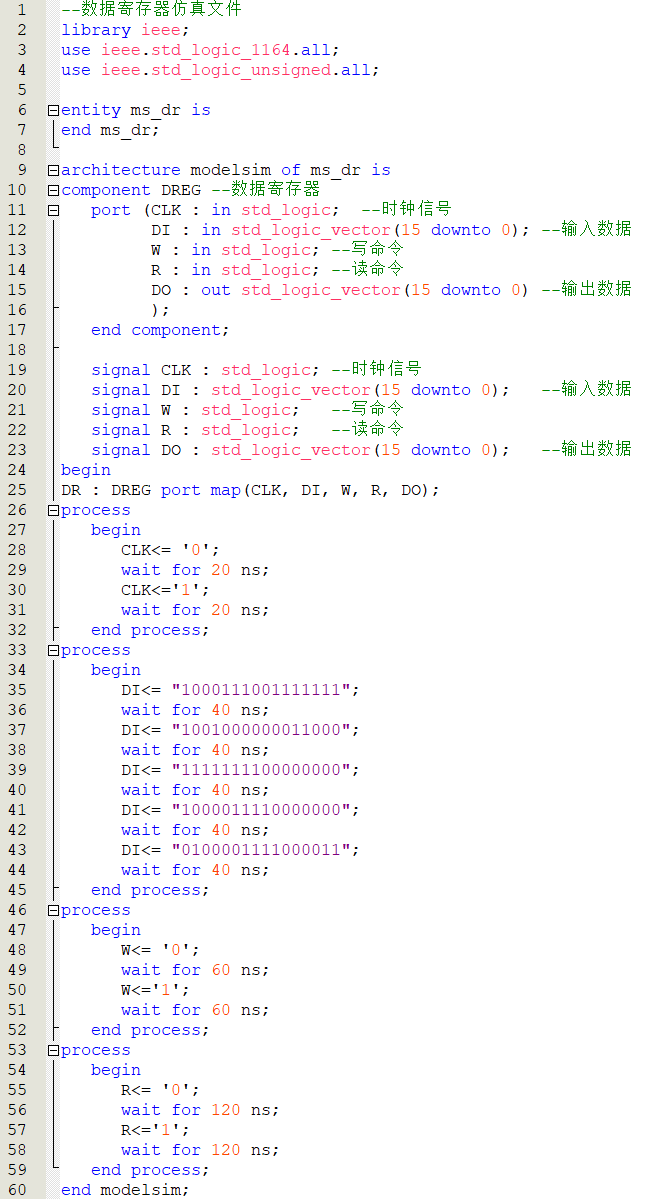 1 --数据寄存器仿真文件
2 library ieee;
3 use ieee.std_logic_1164.all;
4 use ieee.std_logic_unsigned.all;
5
6 entity ms_dr is
7 end ms_dr;
8
9 architecture modelsim of ms_dr is
10 component DREG --数据寄存器
11 port (CLK : in std_logic; --时钟信号
12 DI : in std_logic_vector(15 downto 0); --输入数据
13 W : in std_logic; --写命令
14 R : in std_logic; --读命令
15 DO : out std_logic_vector(15 downto 0) --输出数据
16 );
17 end component;
18
19 signal CLK : std_logic; --时钟信号
20 signal DI : std_logic_vector(15 downto 0); --输入数据
21 signal W : std_logic; --写命令
22 signal R : std_logic; --读命令
23 signal DO : std_logic_vector(15 downto 0); --输出数据
24 begin
25 DR : DREG port map(CLK, DI, W, R, DO);
26 process
27 begin
28 CLK<= '0';
29 wait for 20 ns;
30 CLK<='1';
31 wait for 20 ns;
32 end process;
33 process
34 begin
35 DI<= "1000111001111111";
36 wait for 40 ns;
37 DI<= "1001000000011000";
38 wait for 40 ns;
39 DI<= "1111111100000000";
40 wait for 40 ns;
41 DI<= "1000011110000000";
42 wait for 40 ns;
43 DI<= "0100001111000011";
44 wait for 40 ns;
45 end process;
46 process
47 begin
48 W<= '0';
49 wait for 60 ns;
50 W<='1';
51 wait for 60 ns;
52 end process;
53 process
54 begin
55 R<= '0';
56 wait for 120 ns;
57 R<='1';
58 wait for 120 ns;
59 end process;
60 end modelsim;